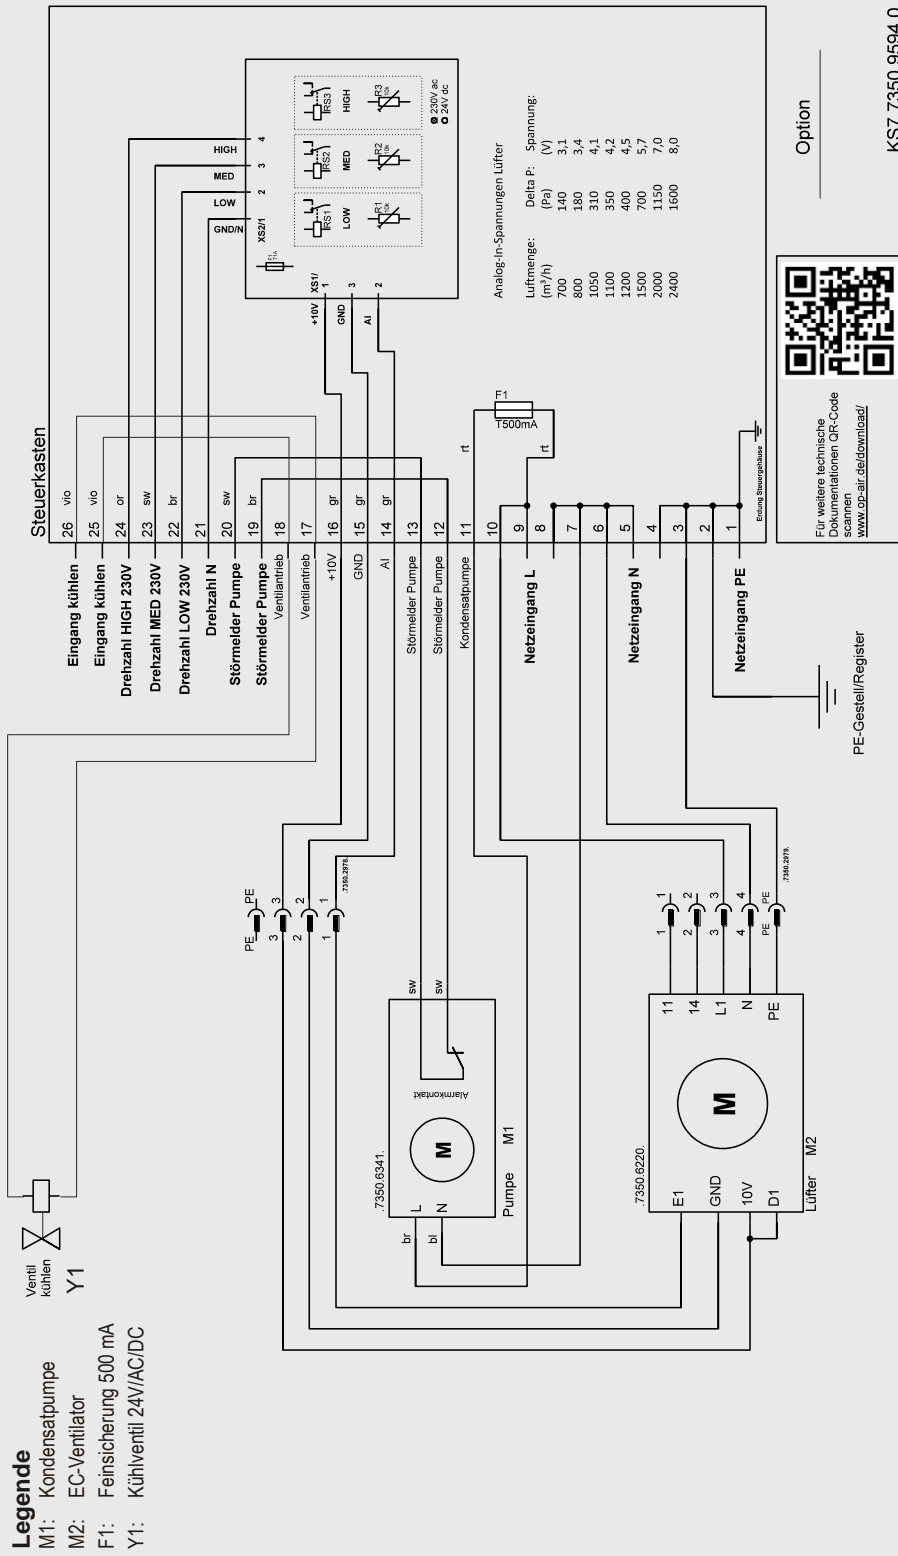 Legende
M1: Kondensatpumpe
M2: EC-Ventilator
F1: Feinsicherung 500 mA
Y1: Kühlventil 24V/AC/DC
Ventil
kühlen
Y1
Steuerkasten
26 vio
25 vio
24 or
23 sw
22 br
21
20 sw
19 br
18
17
16 gr
15 gr
14 gr
13
12
11 rt
10
9
8 rt
7
6
5
4
3
2
1
Eingang kühlen
Eingang kühlen
Drehzahl HIGH 230V
Drehzahl MED 230V
Drehzahl LOW 230V
Drehzahl N
Störmelder Pumpe
Störmelder Pumpe
Ventilantrieb
Ventilantrieb
+10V
GND
AI
Störmelder Pumpe
Störmelder Pumpe
Kondensatpumpe
Netzeingang L
Netzeingang N
Netzeingang PE
HIGH 4
MED 3
LOW 2
GND/N XS2/1
F1
T1A
+10V XS1/
1
GND 3
AI 2
RS1 LOW R1 10k
RS2 MED R2 10k
RS3 HIGH R3 10k
230V ac
24V dc
Analog-In-Spannungen Lüfter
Luftmenge: Delta P: Spannung:
(m³/h) (Pa) (V)
700 140 3,1
800 180 3,4
1050 310 4,1
1100 350 4,2
1200 400 4,5
1500 700 5,7
2000 1150 7,0
2400 1600 8,0
F1
T500mA
Erdung Steuergehäuse
Option
KS7.7350.9594.0
Für weitere technische
Dokumentationen QR-Code
scannen
www.op-air.de/download/
PE-Gestell/Register
PE PE
3 3
2 2
1 1
.7350.2978.
.7350.6341.
L br
N bl
M
Alarmkontakt
sw
sw
Pumpe M1
1 1
2 2
3 3
4 4
PE PE
.7350.2979.
.7350.6220.
11
14
L1
N
PE
M
E1
GND
10V
D1
Lüfter M2